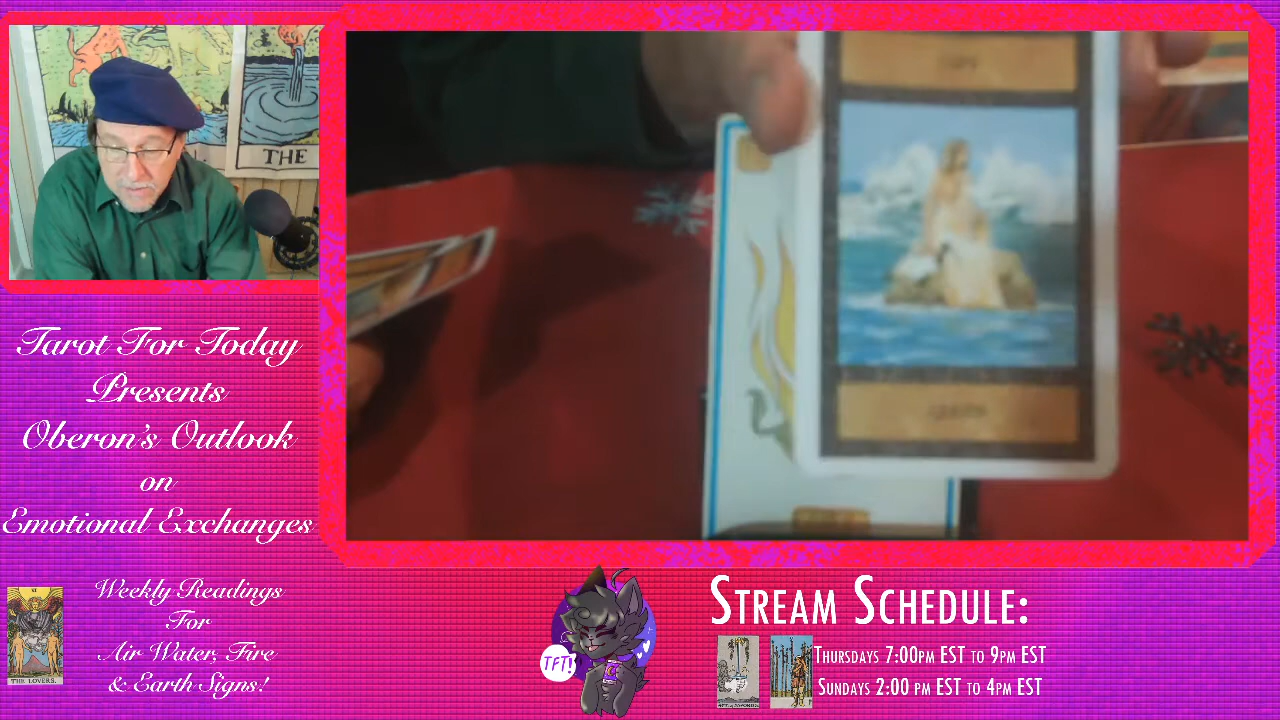 THE
Tarot For Today
Presents
Oberon's Outlook
on
Emotional Exchanges
Weekly Readings
For
Air Water, Fire
& Earth Signs!
THE LOVERS.
TFT!
STREAM SCHEDULE:
THURSDAYS 7:00PM EST TO 9PM EST
SUNDAYS 2:00 PM EST TO 4PM EST